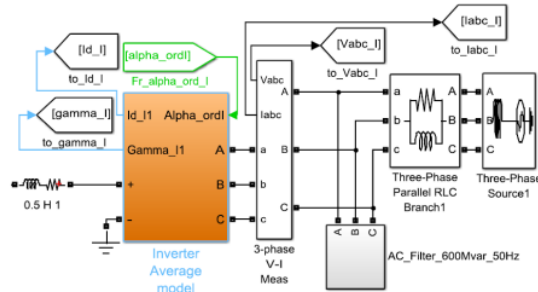 [Id_I]
to_Id_I
[alpha_ordI]
Fr_alpha_ord_I
[gamma_I]
to_gamma_I
[Iabc_I]
to_Iabc_I
[Vabc_I]
to_Vabc_I
Id_I1
Alpha_ordI
Gamma_I1
A
B
C
+
-
0.5 H 1
Inverter
Average
model
Vabc
Iabc
A
a
B
b
C
c
3-phase
V-I
Meas
a
A
b
B
c
C
Three-Phase
Parallel RLC
Branch1
A
B
C
Three-Phase
Source1
A
B
C
AC_Filter_600Mvar_50Hz